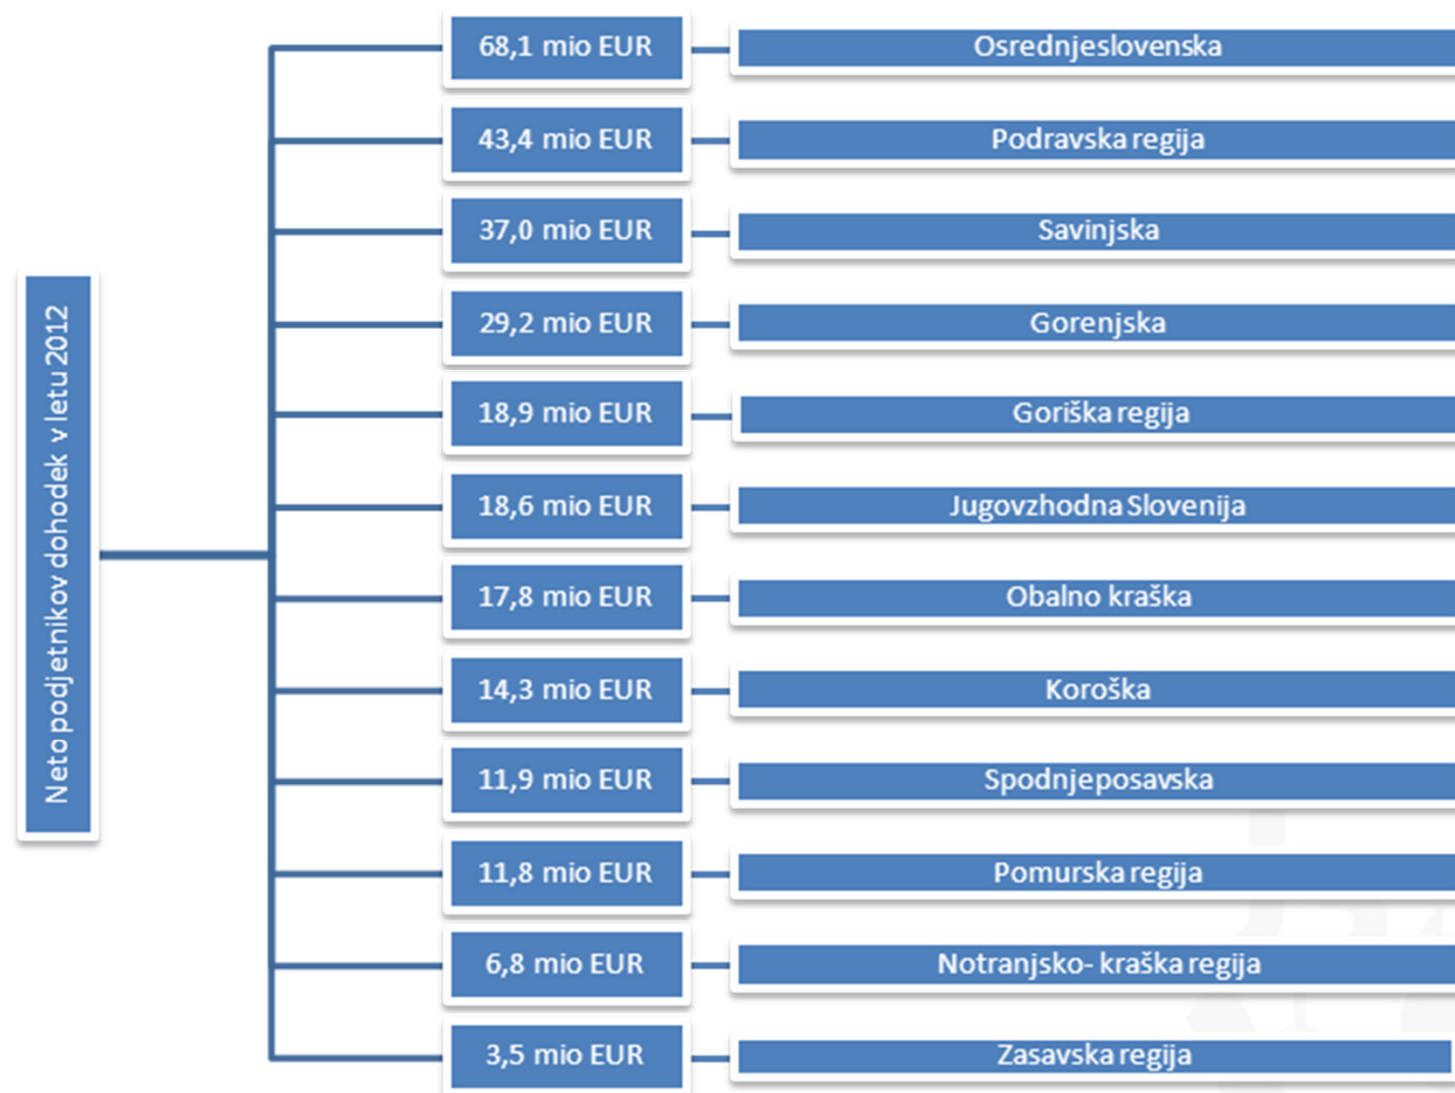 Neto podjetnikov dohodek v letu 2012
68,1 mio EUR Osrednjeslovenska
43,4 mio EUR Podravska regija
37,0 mio EUR Savinjska
29,2 mio EUR Gorenjska
18,9 mio EUR Goriška regija
18,6 mio EUR Jugovzhodna Slovenija
17,8 mio EUR Obalno kraška
14,3 mio EUR Koroška
11,9 mio EUR Spodnjeposavska
11,8 mio EUR Pomurska regija
6,8 mio EUR Notranjsko- kraška regija
3,5 mio EUR Zasavska regija